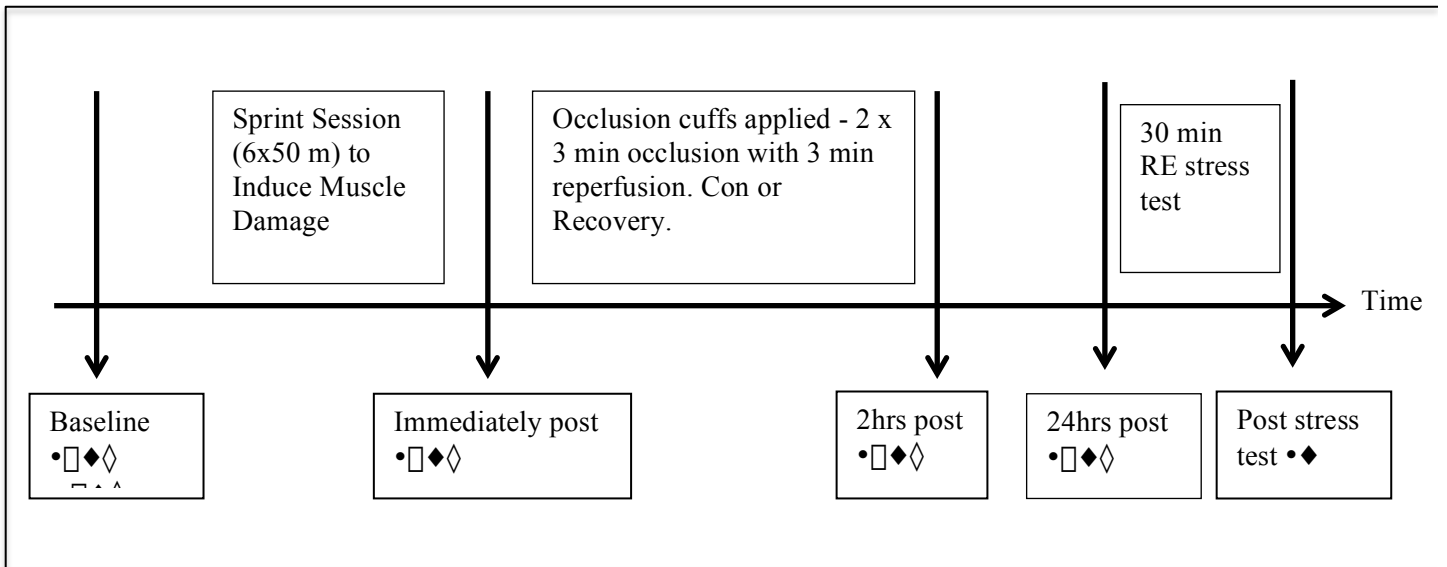 Sprint Session
(6x50 m) to
Induce Muscle
Damage
Occlusion cuffs applied - 2 x
3 min occlusion with 3 min
reperfusion. Con or
Recovery.
30 min
RE stress
test
Time
Baseline
•▯◆◊
Immediately post
•▯◆◊
2hrs post
•▯◆◊
24hrs post
•▯◆◊
Post stress
test •◆